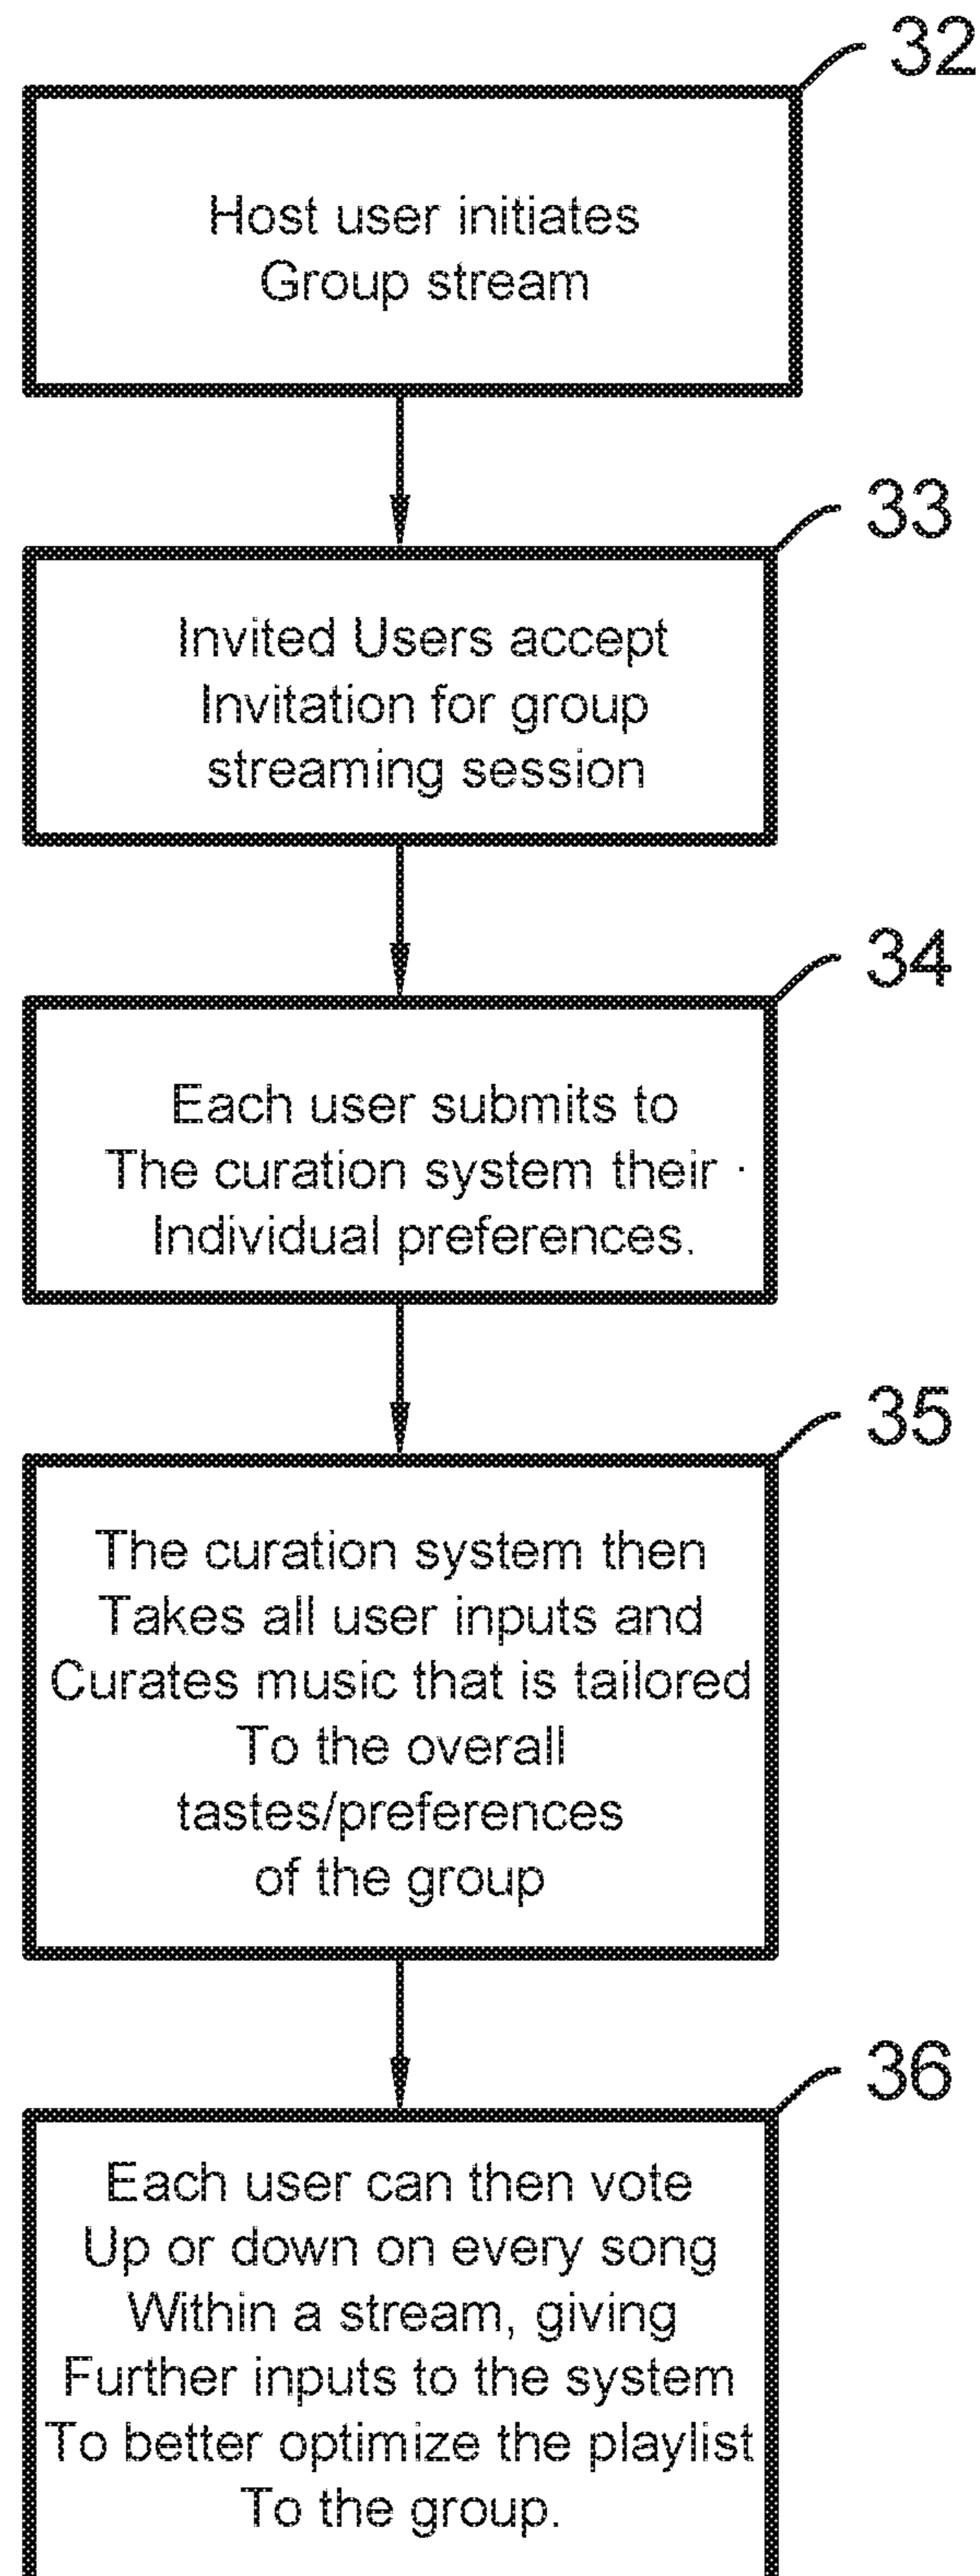 32
Host user initiates
Group stream
33
Invited Users accept
Invitation for group
streaming session
34
Each user submits to
The curation system their
Individual preferences.
35
The curation system then
Takes all user inputs and
Curates music that is tailored
To the overall
tastes/preferences
of the group
36
Each user can then vote
Up or down on every song
Within a stream, giving
Further inputs to the system
To better optimize the playlist
To the group.